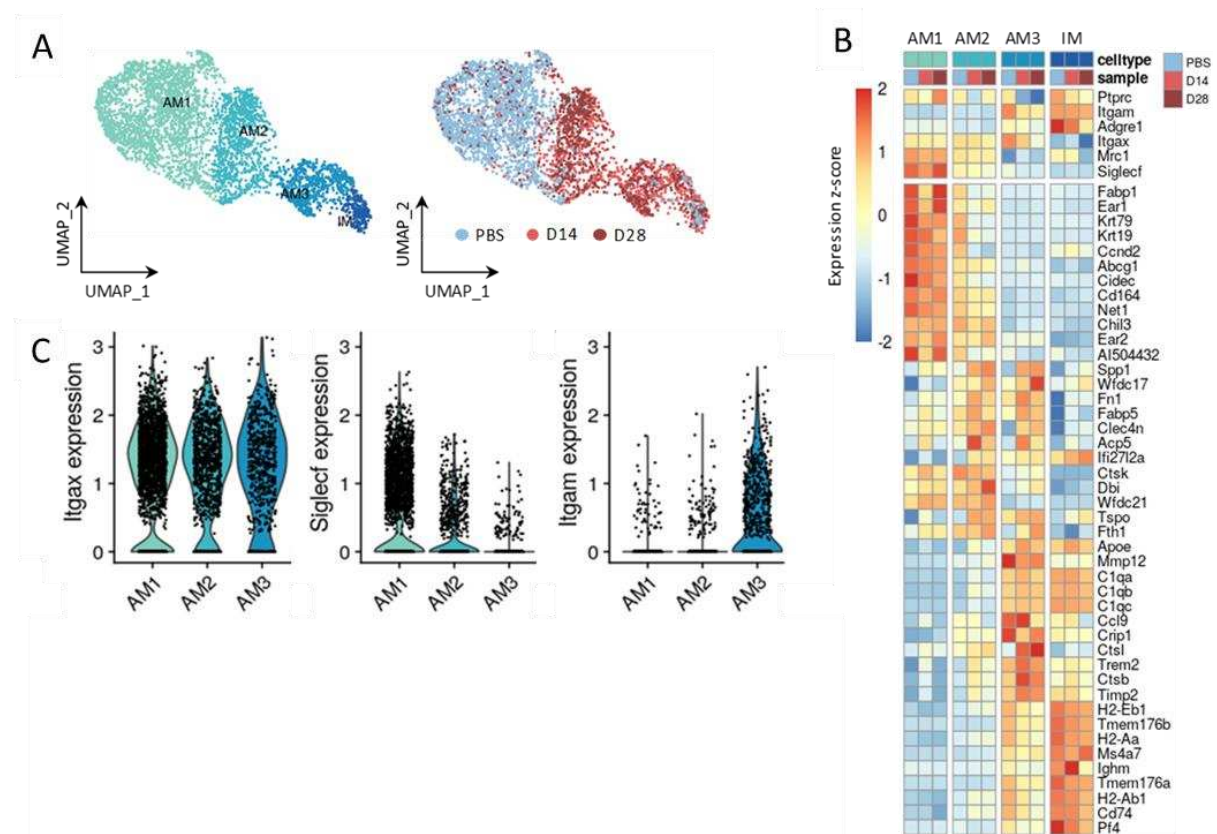 A
AM1
AM2
AM3
IM
UMAP_2
UMAP_1
UMAP_2
UMAP_1
PBS D14 D28
B
AM1 AM2 AM3 IM
celltype
sample
PBS
D14
D28
Expression z-score
2
1
0
-1
-2
Ptprc
Itgam
Adgre1
Itgax
Mrc1
Siglecf
Fabp1
Ear1
Krt79
Krt19
Ccnd2
Abcg1
Cidec
Cd164
Net1
Chil3
Ear2
AI504432
Spp1
Wfdc17
Fn1
Fabp5
Clec4n
Acp5
Ifi27l2a
Ctsk
Dbi
Wfdc21
Tspo
Fth1
Apoe
Mmp12
C1qa
C1qb
C1qc
Ccl9
Crip1
Ctsl
Trem2
Ctsb
Timp2
H2-Eb1
Tmem176b
H2-Aa
Ms4a7
Ighm
Tmem176a
H2-Ab1
Cd74
Pf4
C
Itgax expression
3
2
1
0
AM1 AM2 AM3
Siglecf expression
3
2
1
0
AM1 AM2 AM3
Itgam expression
3
2
1
0
AM1 AM2 AM3